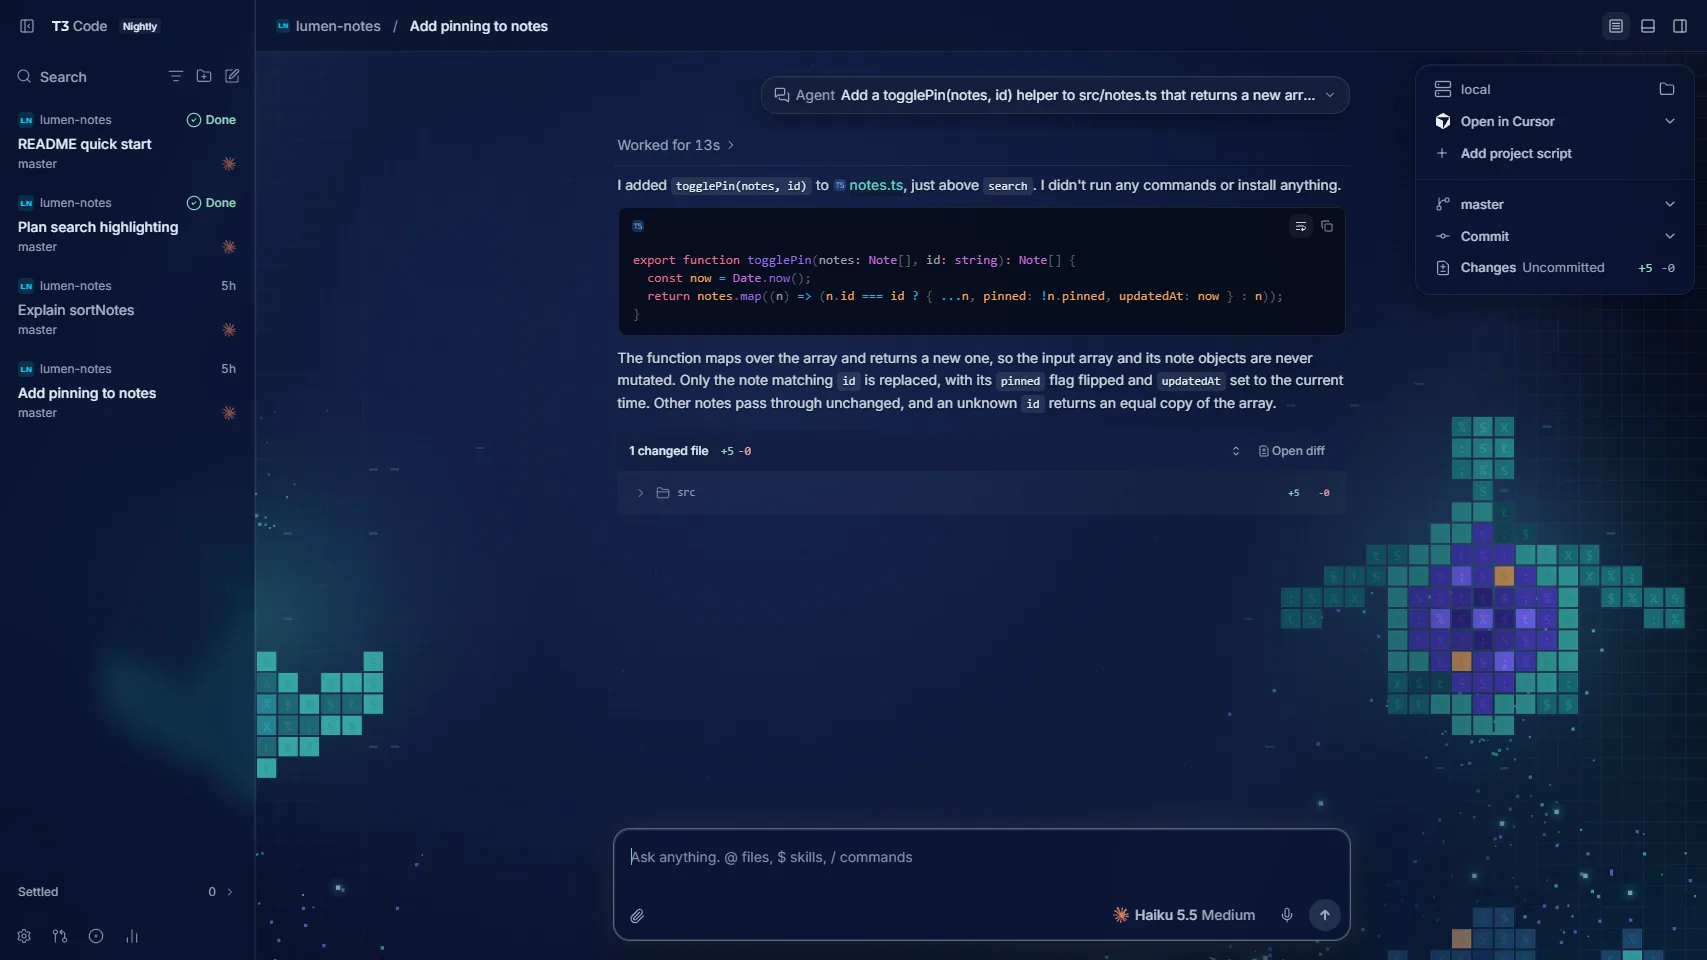 T3 Code Nightly
LN lumen-notes / Add pinning to notes
Search
LN lumen-notes Done
README quick start
master
LN lumen-notes Done
Plan search highlighting
master
LN lumen-notes 5h
Explain sortNotes
master
LN lumen-notes 5h
Add pinning to notes
master
Settled 0
Agent Add a togglePin(notes, id) helper to src/notes.ts that returns a new arr...
Worked for 13s
I added togglePin(notes, id) to TS notes.ts, just above search. I didn't run any commands or install anything.
TS
export function togglePin(notes: Note[], id: string): Note[] {
const now = Date.now();
return notes.map((n) => (n.id === id ? { ...n, pinned: !n.pinned, updatedAt: now } : n));
}
The function maps over the array and returns a new one, so the input array and its note objects are never
mutated. Only the note matching id is replaced, with its pinned flag flipped and updatedAt set to the current
time. Other notes pass through unchanged, and an unknown id returns an equal copy of the array.
1 changed file +5 -0 Open diff
src +5 -0
Ask anything. @ files, $ skills, / commands
Haiku 5.5 Medium
local
Open in Cursor
Add project script
master
Commit
Changes Uncommitted +5 -0